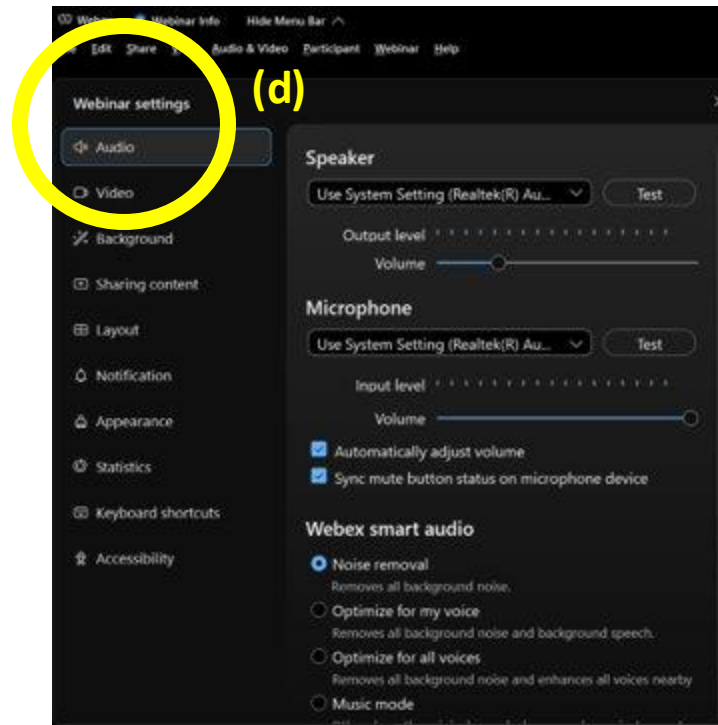 Webinar Info Hide Menu Bar
Edit Share Audio & Video Participant Webinar Help
(d)
Webinar settings
Audio
Video
Background
Sharing content
Layout
Notification
Appearance
Statistics
Keyboard shortcuts
Accessibility
Speaker
Use System Setting (Realtek(R) Au... Test
Output level
Volume
Microphone
Use System Setting (Realtek(R) Au... Test
Input level
Volume
Automatically adjust volume
Sync mute button status on microphone device
Webex smart audio
Noise removal
Removes all background noise.
Optimize for my voice
Removes all background noise and background speech.
Optimize for all voices
Removes all background noise and enhances all voices nearby
Music mode